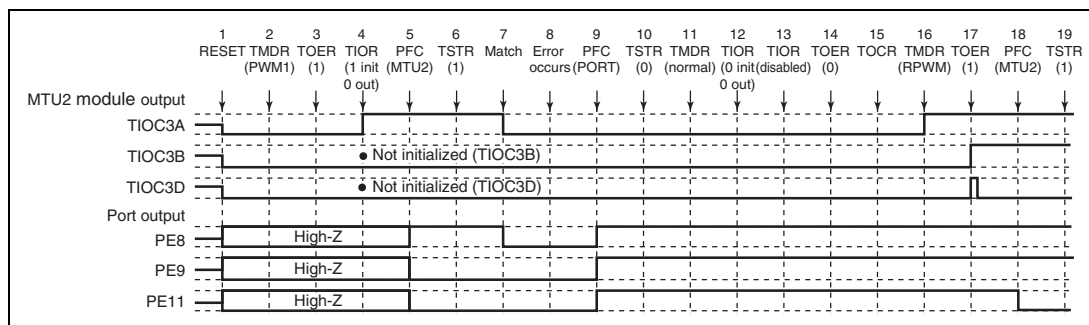 1 2 3 4 5 6 7 8 9 10 11 12 13 14 15 16 17 18 19
RESET TMDR TOER TIOR PFC TSTR Match Error PFC TSTR TMDR TIOR TIOR TOER TOCR TMDR TOER PFC TSTR
(PWM1) (1) (1 init (MTU2) (1) occurs (PORT) (0) (normal) (0 init (disabled) (0) (RPWM) (1) (MTU2) (1)
0 out) 0 out)
MTU2 module output
TIOC3A
TIOC3B • Not initialized (TIOC3B)
TIOC3D • Not initialized (TIOC3D)
Port output
PE8 High-Z
PE9 High-Z
PE11 High-Z